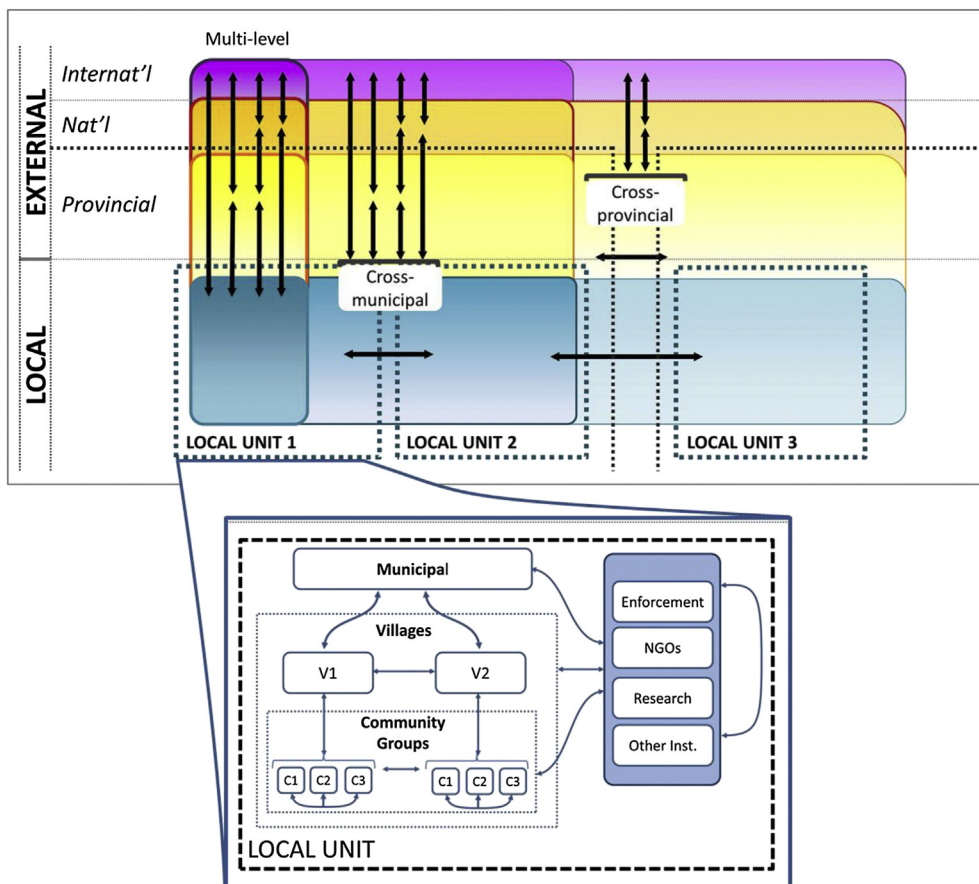 Multi-level
EXTERNAL
Internat'l
Nat'l
Provincial
Cross-
provincial
LOCAL
Cross-
municipal
LOCAL UNIT 1
LOCAL UNIT 2
LOCAL UNIT 3
Municipal
Villages
V1
V2
Community
Groups
C1
C2
C3
C1
C2
C3
Enforcement
NGOs
Research
Other Inst.
LOCAL UNIT